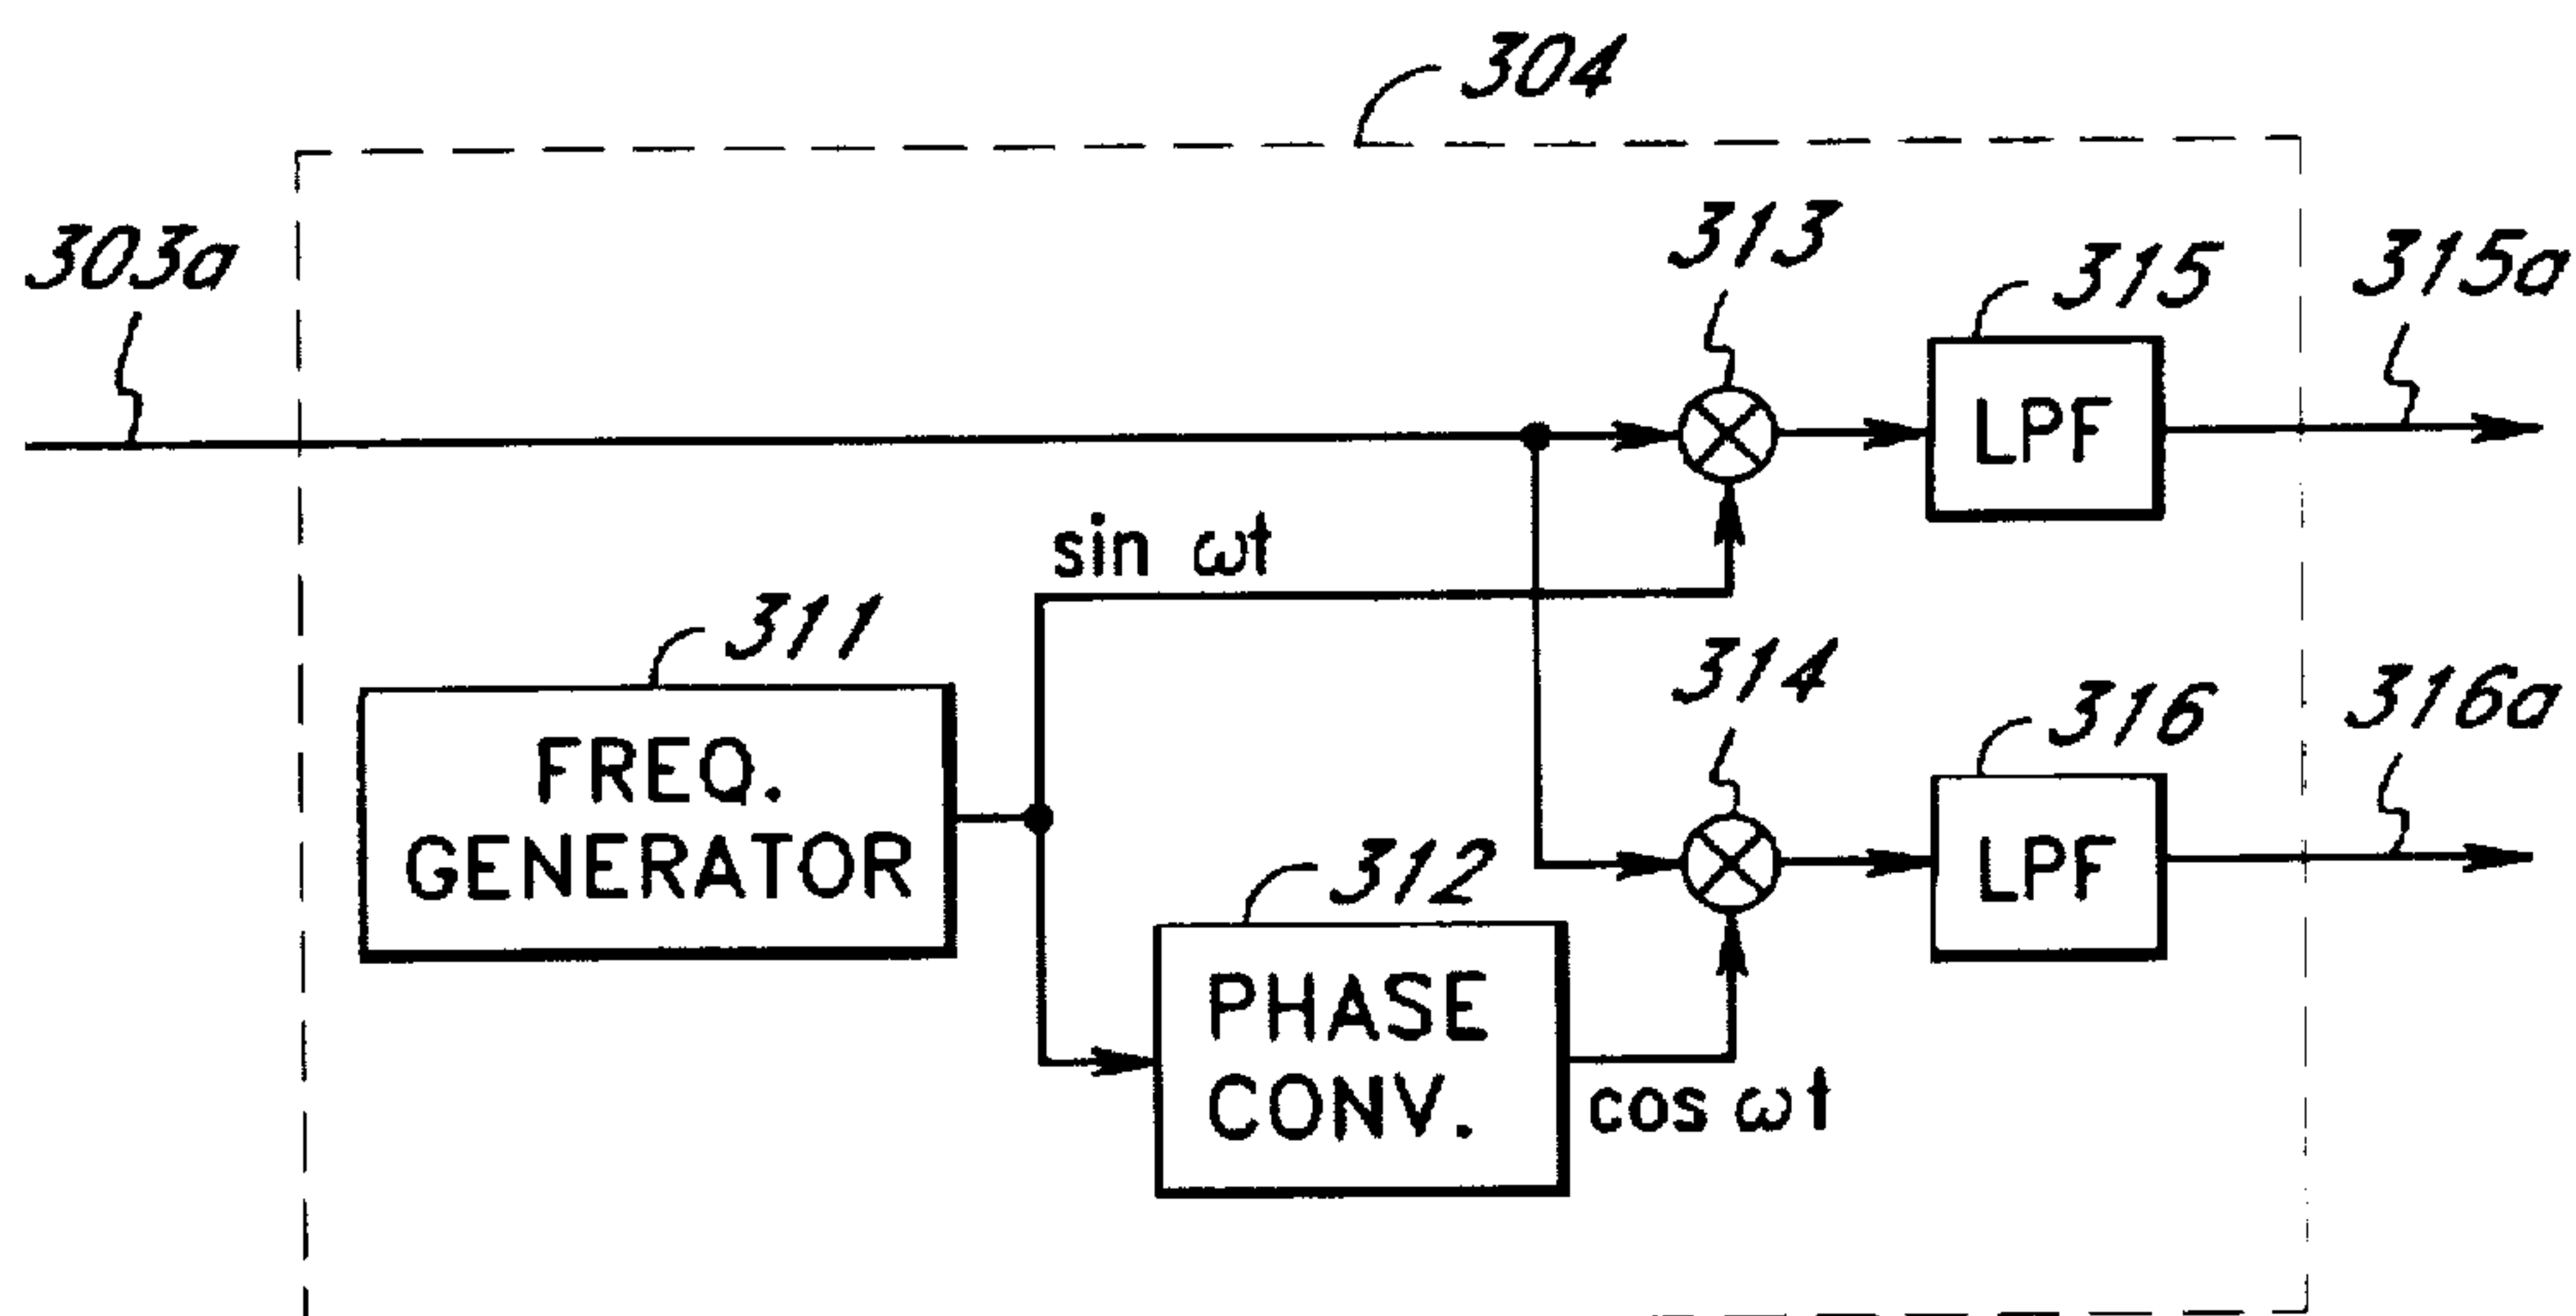 304
303a
313
315
315a
LPF
sin ωt
311
314
316
316a
FREQ.
GENERATOR
312
LPF
PHASE
CONV.
cos ωt